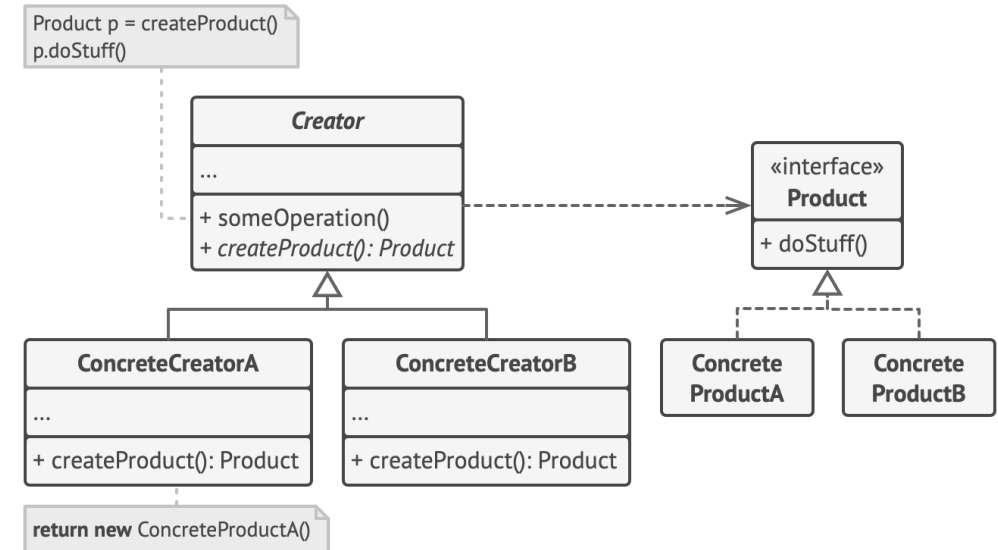 Product p = createProduct()
p.doStuff()
Creator
...
+ someOperation()
+ createProduct(): Product
«interface»
Product
+ doStuff()
ConcreteCreatorA
...
+ createProduct(): Product
ConcreteCreatorB
...
+ createProduct(): Product
Concrete
ProductA
Concrete
ProductB
return new ConcreteProductA()